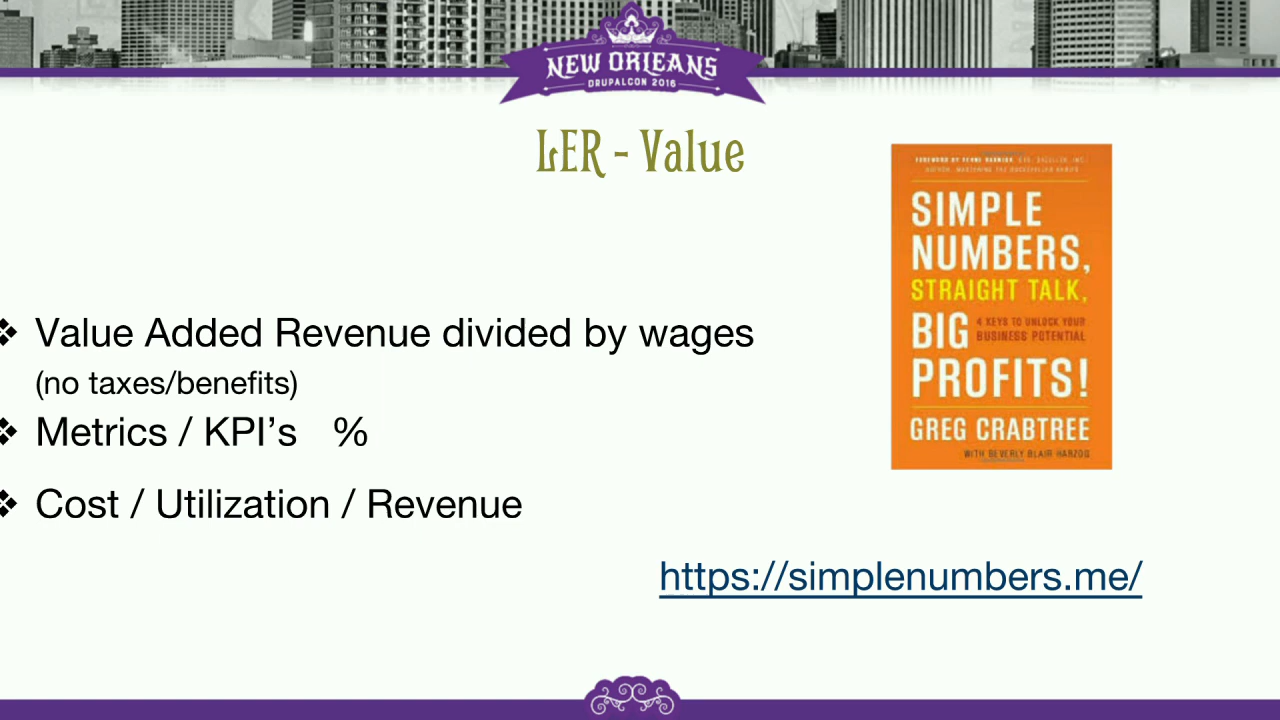 NEW ORLEANS
DRUPALCON 2016
LER - Value
SIMPLE
NUMBERS,
STRAIGHT TALK,
BIG
4 KEYS TO UNLOCK YOUR
BUSINESS POTENTIAL
PROFITS!
GREG CRABTREE
WITH BEVERLY BLAIR HARZOG
❖ Value Added Revenue divided by wages
(no taxes/benefits)
❖ Metrics / KPI’s %
❖ Cost / Utilization / Revenue
https://simplenumbers.me/